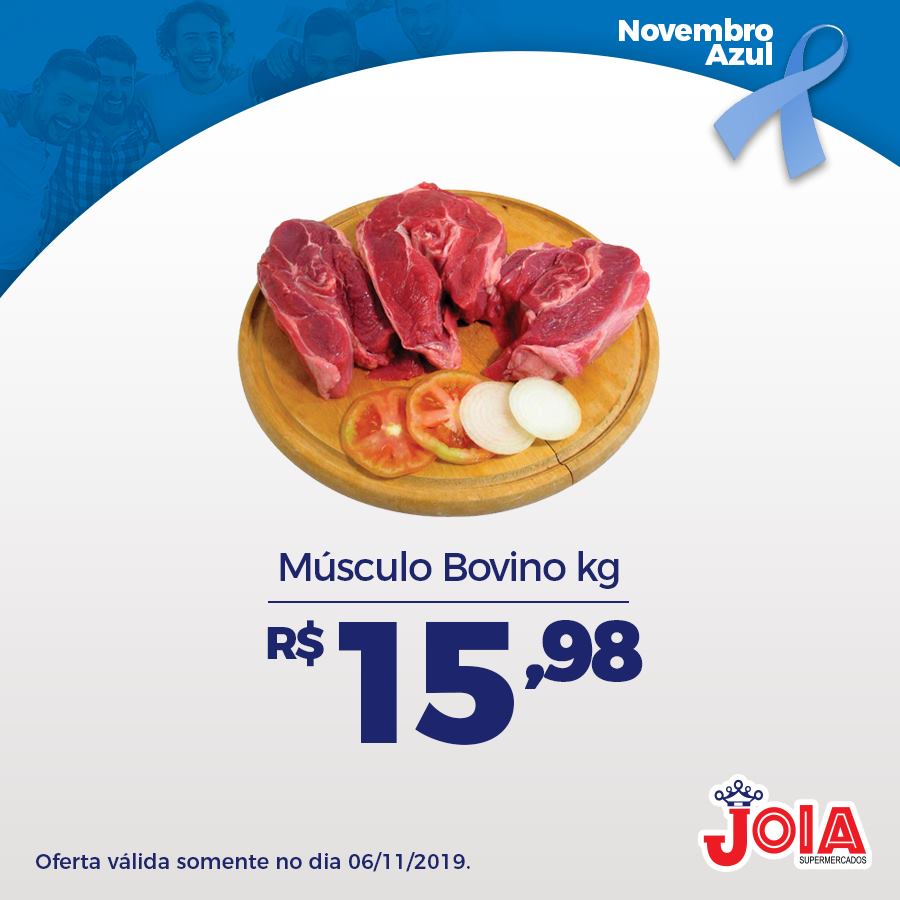 Novembro
Azul
Músculo Bovino kg
R$ 15,98
JOIA
SUPERMERCADOS
Oferta válida somente no dia 06/11/2019.